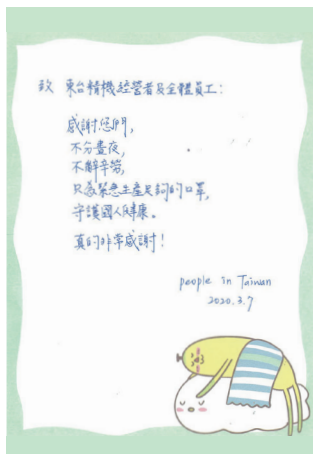 致 東台精機經營者及全體員工：
感謝您們，
不分晝夜，
不辭辛勞，
只為緊急生產足夠的口罩，
守護國人健康。
真的非常感謝！
people in Taiwan
2020.3.7